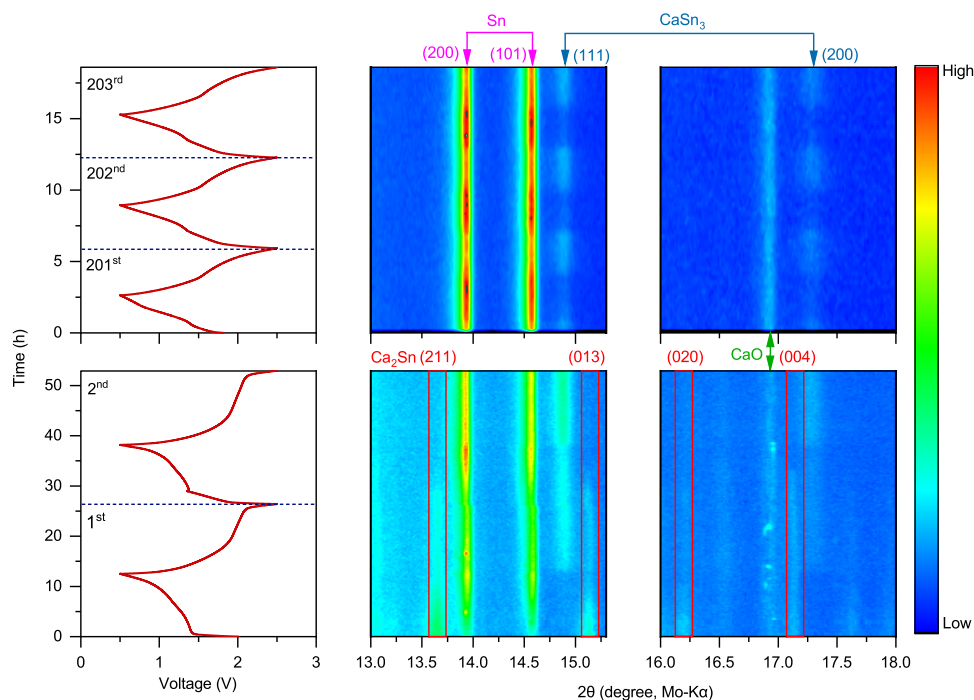 Sn
CaSn₃
(200)
(101)
(111)
(200)
203ʳᵈ
202ⁿᵈ
201ˢᵗ
15
10
5
0
High
Low
Time (h)
Ca₂Sn (211)
(013)
(020)
CaO
(004)
2ⁿᵈ
1ˢᵗ
50
40
30
20
10
0
0 1 2 3
Voltage (V)
13.0 13.5 14.0 14.5 15.0
16.0 16.5 17.0 17.5 18.0
2θ (degree, Mo-Kα)